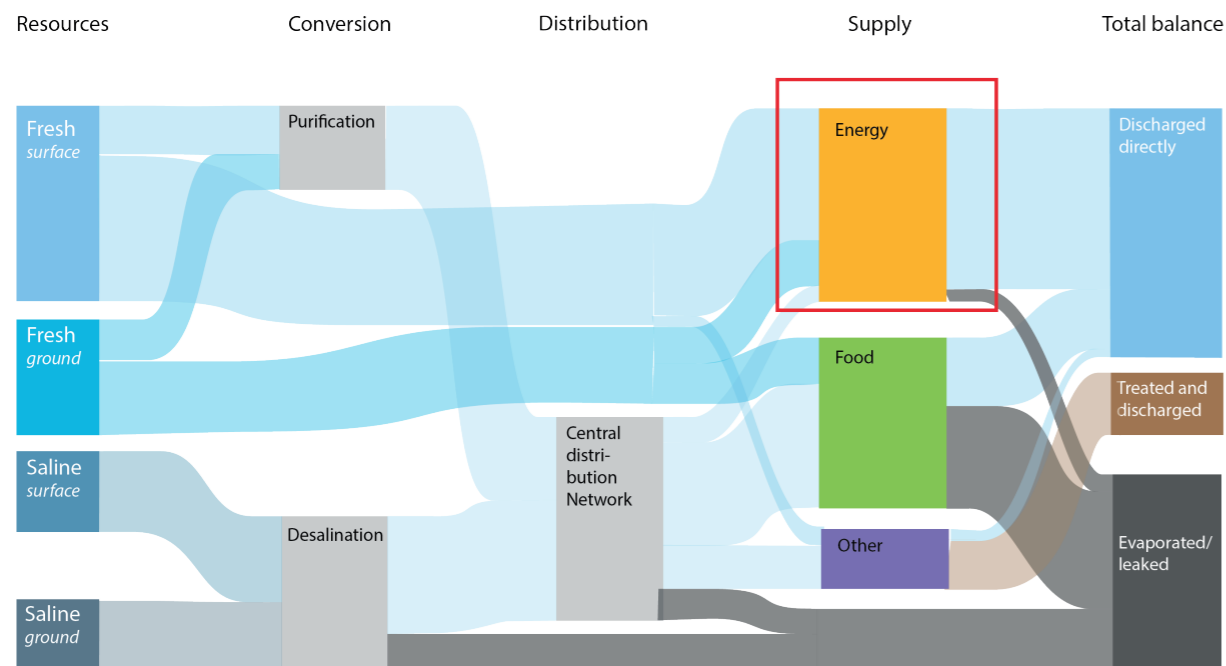 Resources
Conversion
Distribution
Supply
Total balance
Fresh
surface
Purification
Energy
Discharged
directly
Fresh
ground
Food
Treated and
discharged
Central
distri-
bution
Network
Saline
surface
Desalination
Other
Evaporated/
leaked
Saline
ground